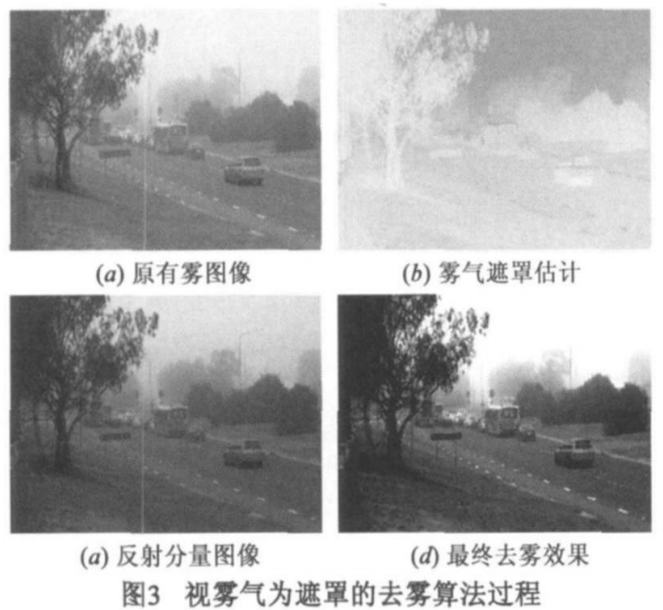 (a) 原有雾图像
(b) 雾气遮罩估计
(a) 反射分量图像
(d) 最终去雾效果
图3 视雾气为遮罩的去雾算法过程